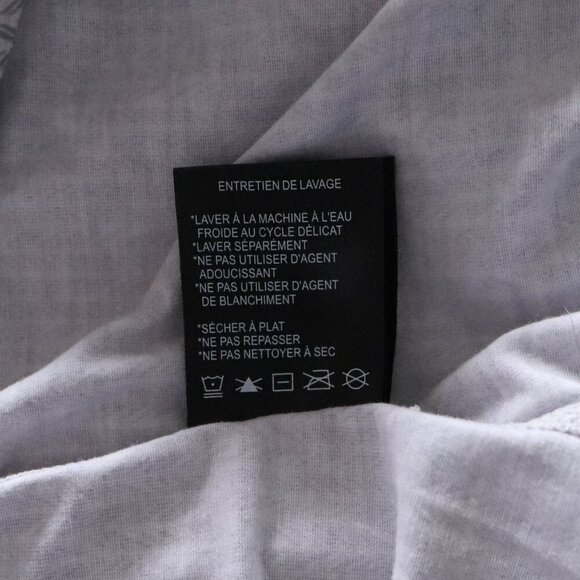 ENTRETIEN DE LAVAGE
*LAVER À LA MACHINE À L'EAU
FROIDE AU CYCLE DÉLICAT
*LAVER SÉPARÉMENT
*NE PAS UTILISER D'AGENT
ADOUCISSANT
*NE PAS UTILISER D'AGENT
DE BLANCHIMENT
*SÉCHER À PLAT
*NE PAS REPASSER
*NE PAS NETTOYER À SEC